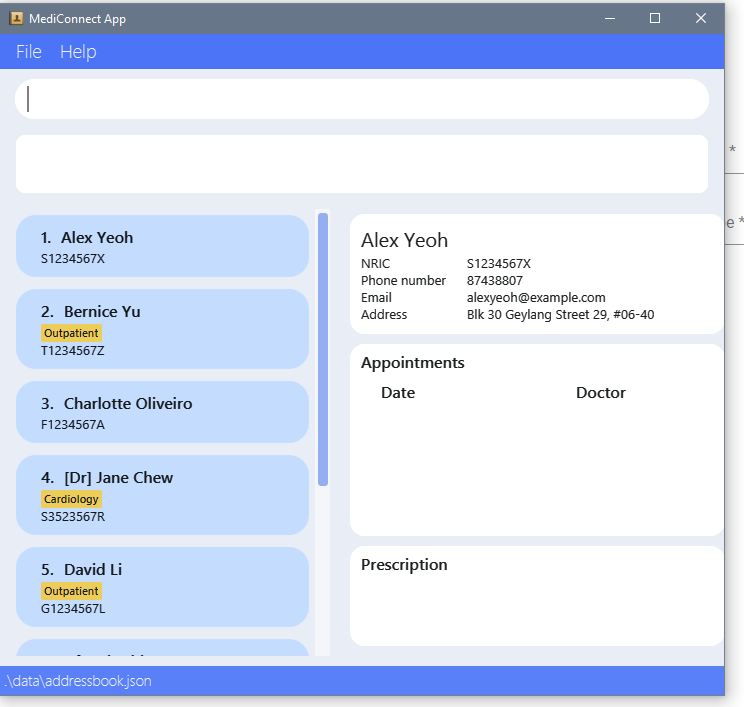 MediConnect App
File Help
1. Alex Yeoh
S1234567X
2. Bernice Yu
Outpatient
T1234567Z
3. Charlotte Oliveiro
F1234567A
4. [Dr] Jane Chew
Cardiology
S3523567R
5. David Li
Outpatient
G1234567L
Alex Yeoh
NRIC S1234567X
Phone number 87438807
Email alexyeoh@example.com
Address Blk 30 Geylang Street 29, #06-40
Appointments
Date Doctor
Prescription
.\data\addressbook.json
*
e *